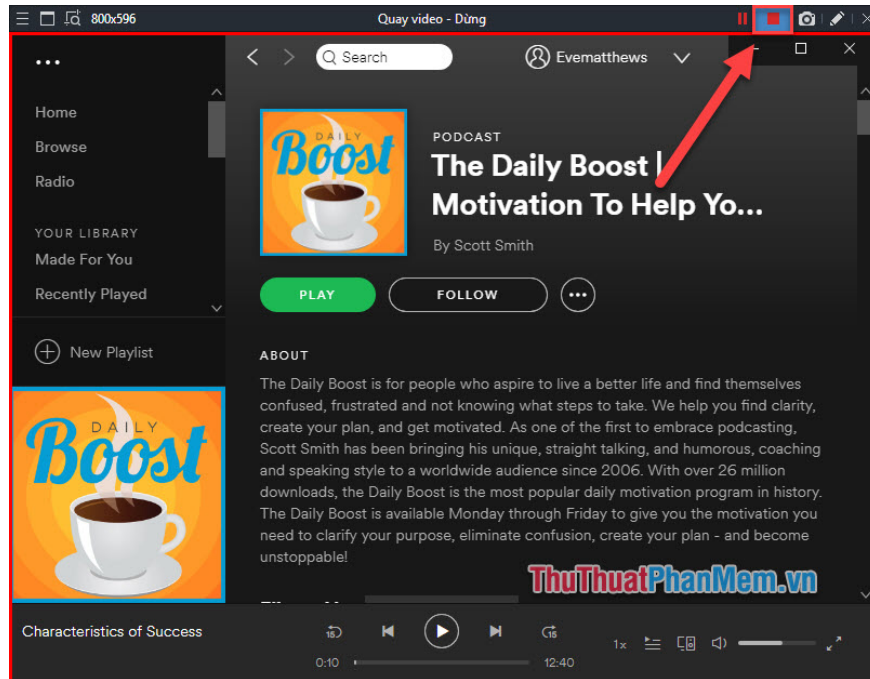 800x596
Quay video - Dừng
Search
Evematthews
Home
Browse
Radio
YOUR LIBRARY
Made For You
Recently Played
New Playlist
DAILY
Boost
PODCAST
The Daily Boost |
Motivation To Help Yo...
By Scott Smith
PLAY
FOLLOW
ABOUT
The Daily Boost is for people who aspire to live a better life and find themselves
confused, frustrated and not knowing what steps to take. We help you find clarity,
create your plan, and get motivated. As one of the first to embrace podcasting,
Scott Smith has been bringing his unique, straight talking, and humorous, coaching
and speaking style to a worldwide audience since 2006. With over 26 million
downloads, the Daily Boost is the most popular daily motivation program in history.
The Daily Boost is available Monday through Friday to give you the motivation you
need to clarify your purpose, eliminate confusion, create your plan - and become
unstoppable!
ThuThuatPhanMem.vn
DAILY
Boost
Characteristics of Success
15
15
1x
0:10
12:40